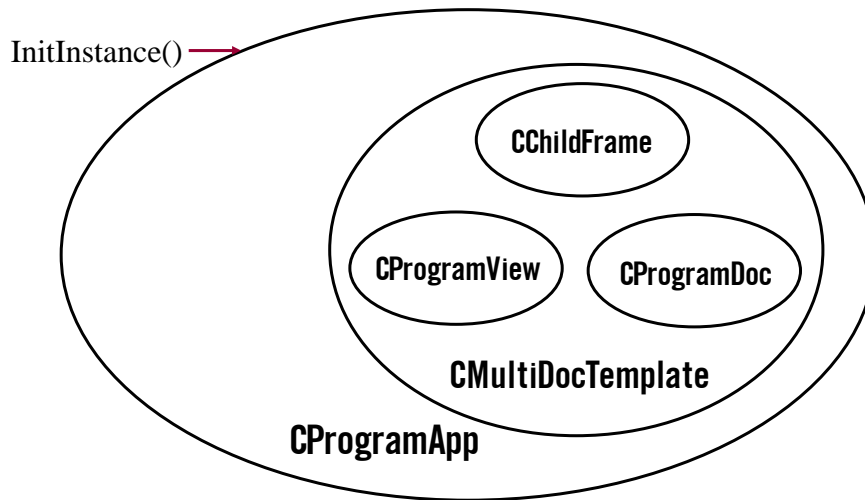 InitInstance()
CChildFrame
CProgramView
CProgramDoc
CMultiDocTemplate
CProgramApp